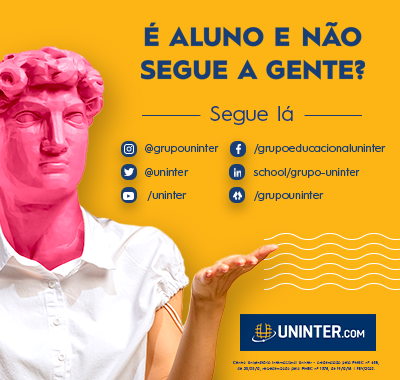 É ALUNO E NÃO
SEGUE A GENTE?
Segue lá
@grupouninter
/grupoeducacionaluninter
@uninter
school/grupo-uninter
/uninter
/grupouninter
UNINTER.COM